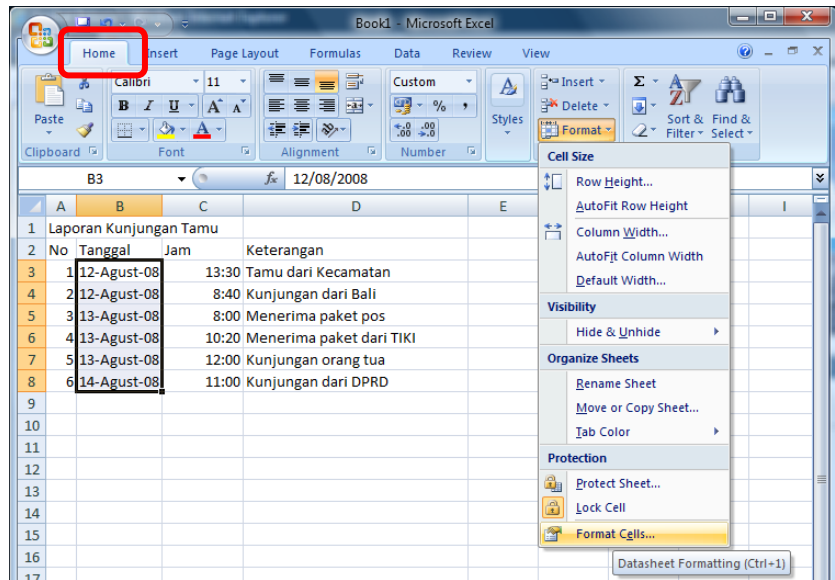 Book1 - Microsoft Excel
Home Insert Page Layout Formulas Data Review View
Paste
Clipboard
Calibri 11
B I U A A
A
Font
Alignment
Custom
% ,
.00 .00
.0 .0
Number
A
Styles
Insert
Delete
Format
Σ
A
Z
Sort & Filter
Find & Select
B3 fx 12/08/2008
A B C D E I
1 Laporan Kunjungan Tamu
2 No Tanggal Jam Keterangan
3 1 12-Agust-08 13:30 Tamu dari Kecamatan
4 2 12-Agust-08 8:40 Kunjungan dari Bali
5 3 13-Agust-08 8:00 Menerima paket pos
6 4 13-Agust-08 10:20 Menerima paket dari TIKI
7 5 13-Agust-08 12:00 Kunjungan orang tua
8 6 14-Agust-08 11:00 Kunjungan dari DPRD
9
10
11
12
13
14
15
16
17
Cell Size
Row Height...
AutoFit Row Height
Column Width...
AutoFit Column Width
Default Width...
Visibility
Hide & Unhide
Organize Sheets
Rename Sheet
Move or Copy Sheet...
Tab Color
Protection
Protect Sheet...
Lock Cell
Format Cells...
Datasheet Formatting (Ctrl+1)